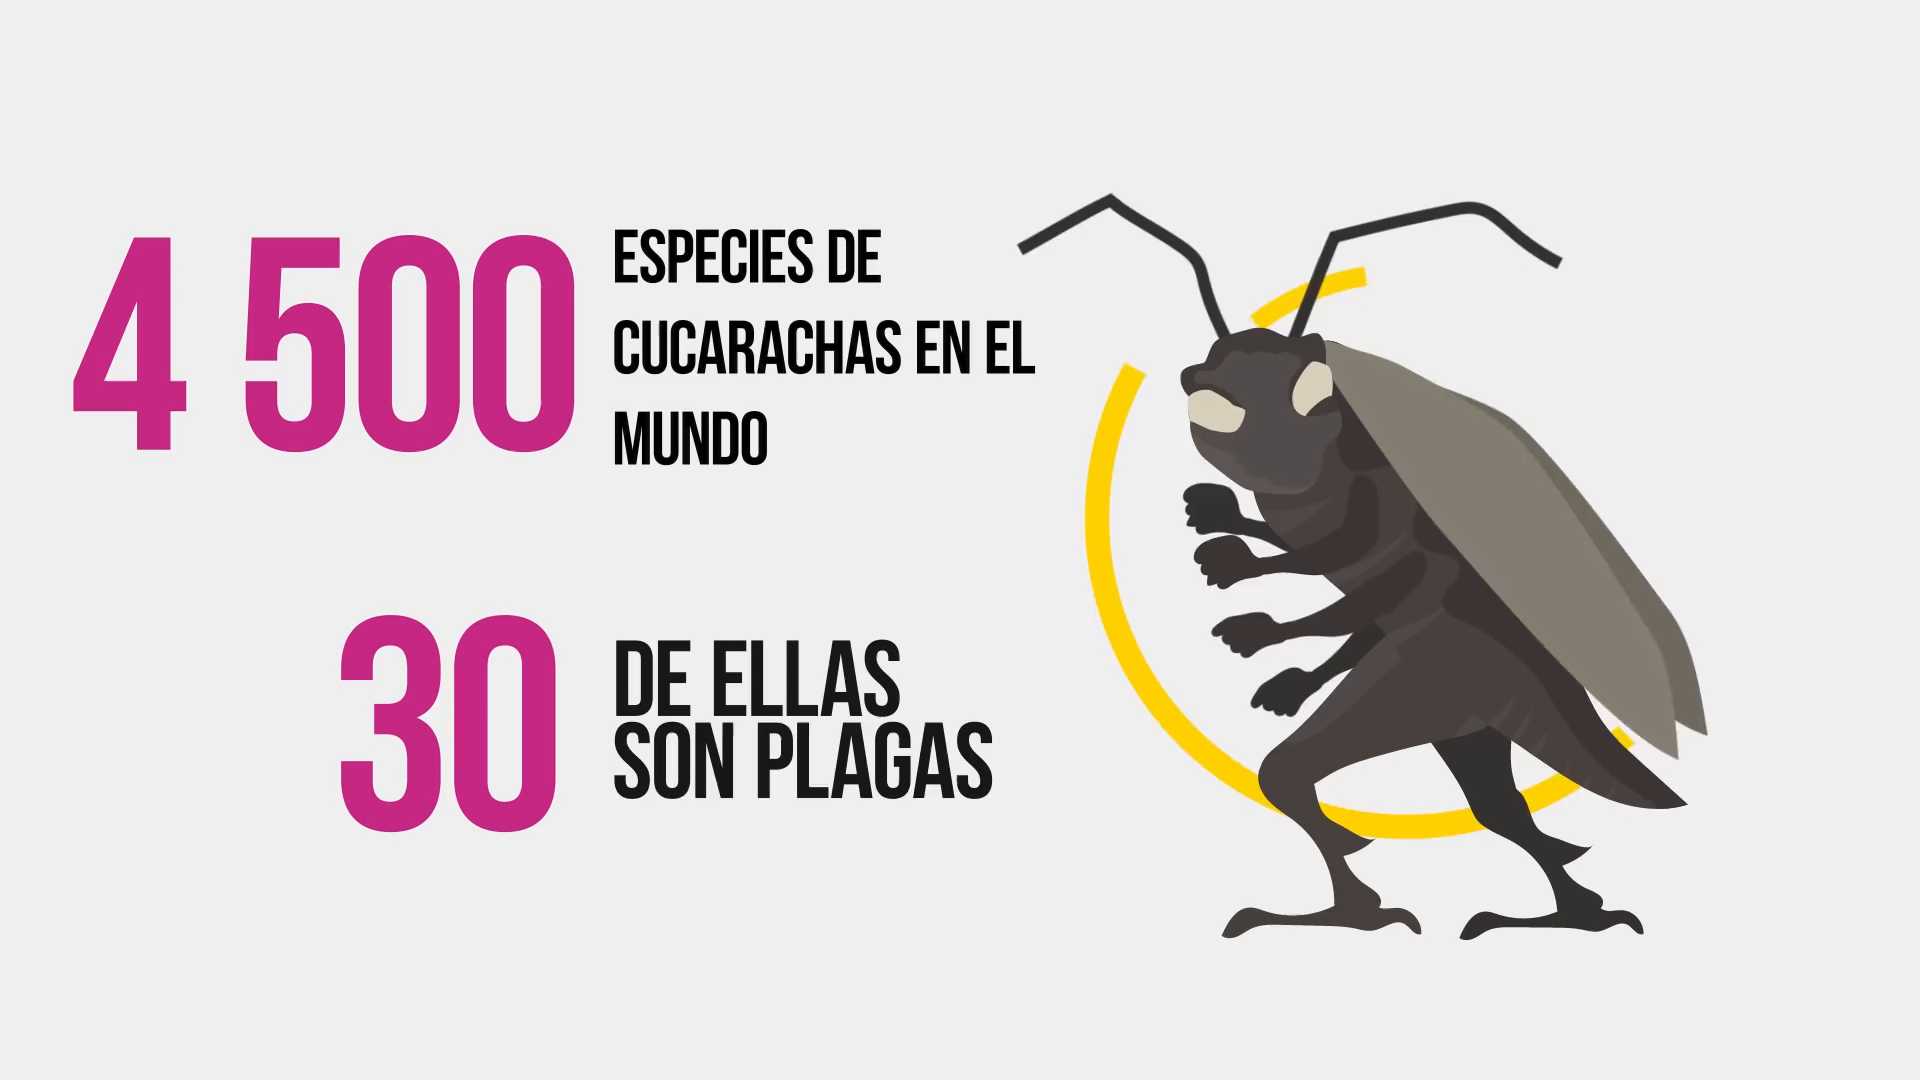 4 500
ESPECIES DE
CUCARACHAS EN EL
MUNDO
30
DE ELLAS
SON PLAGAS